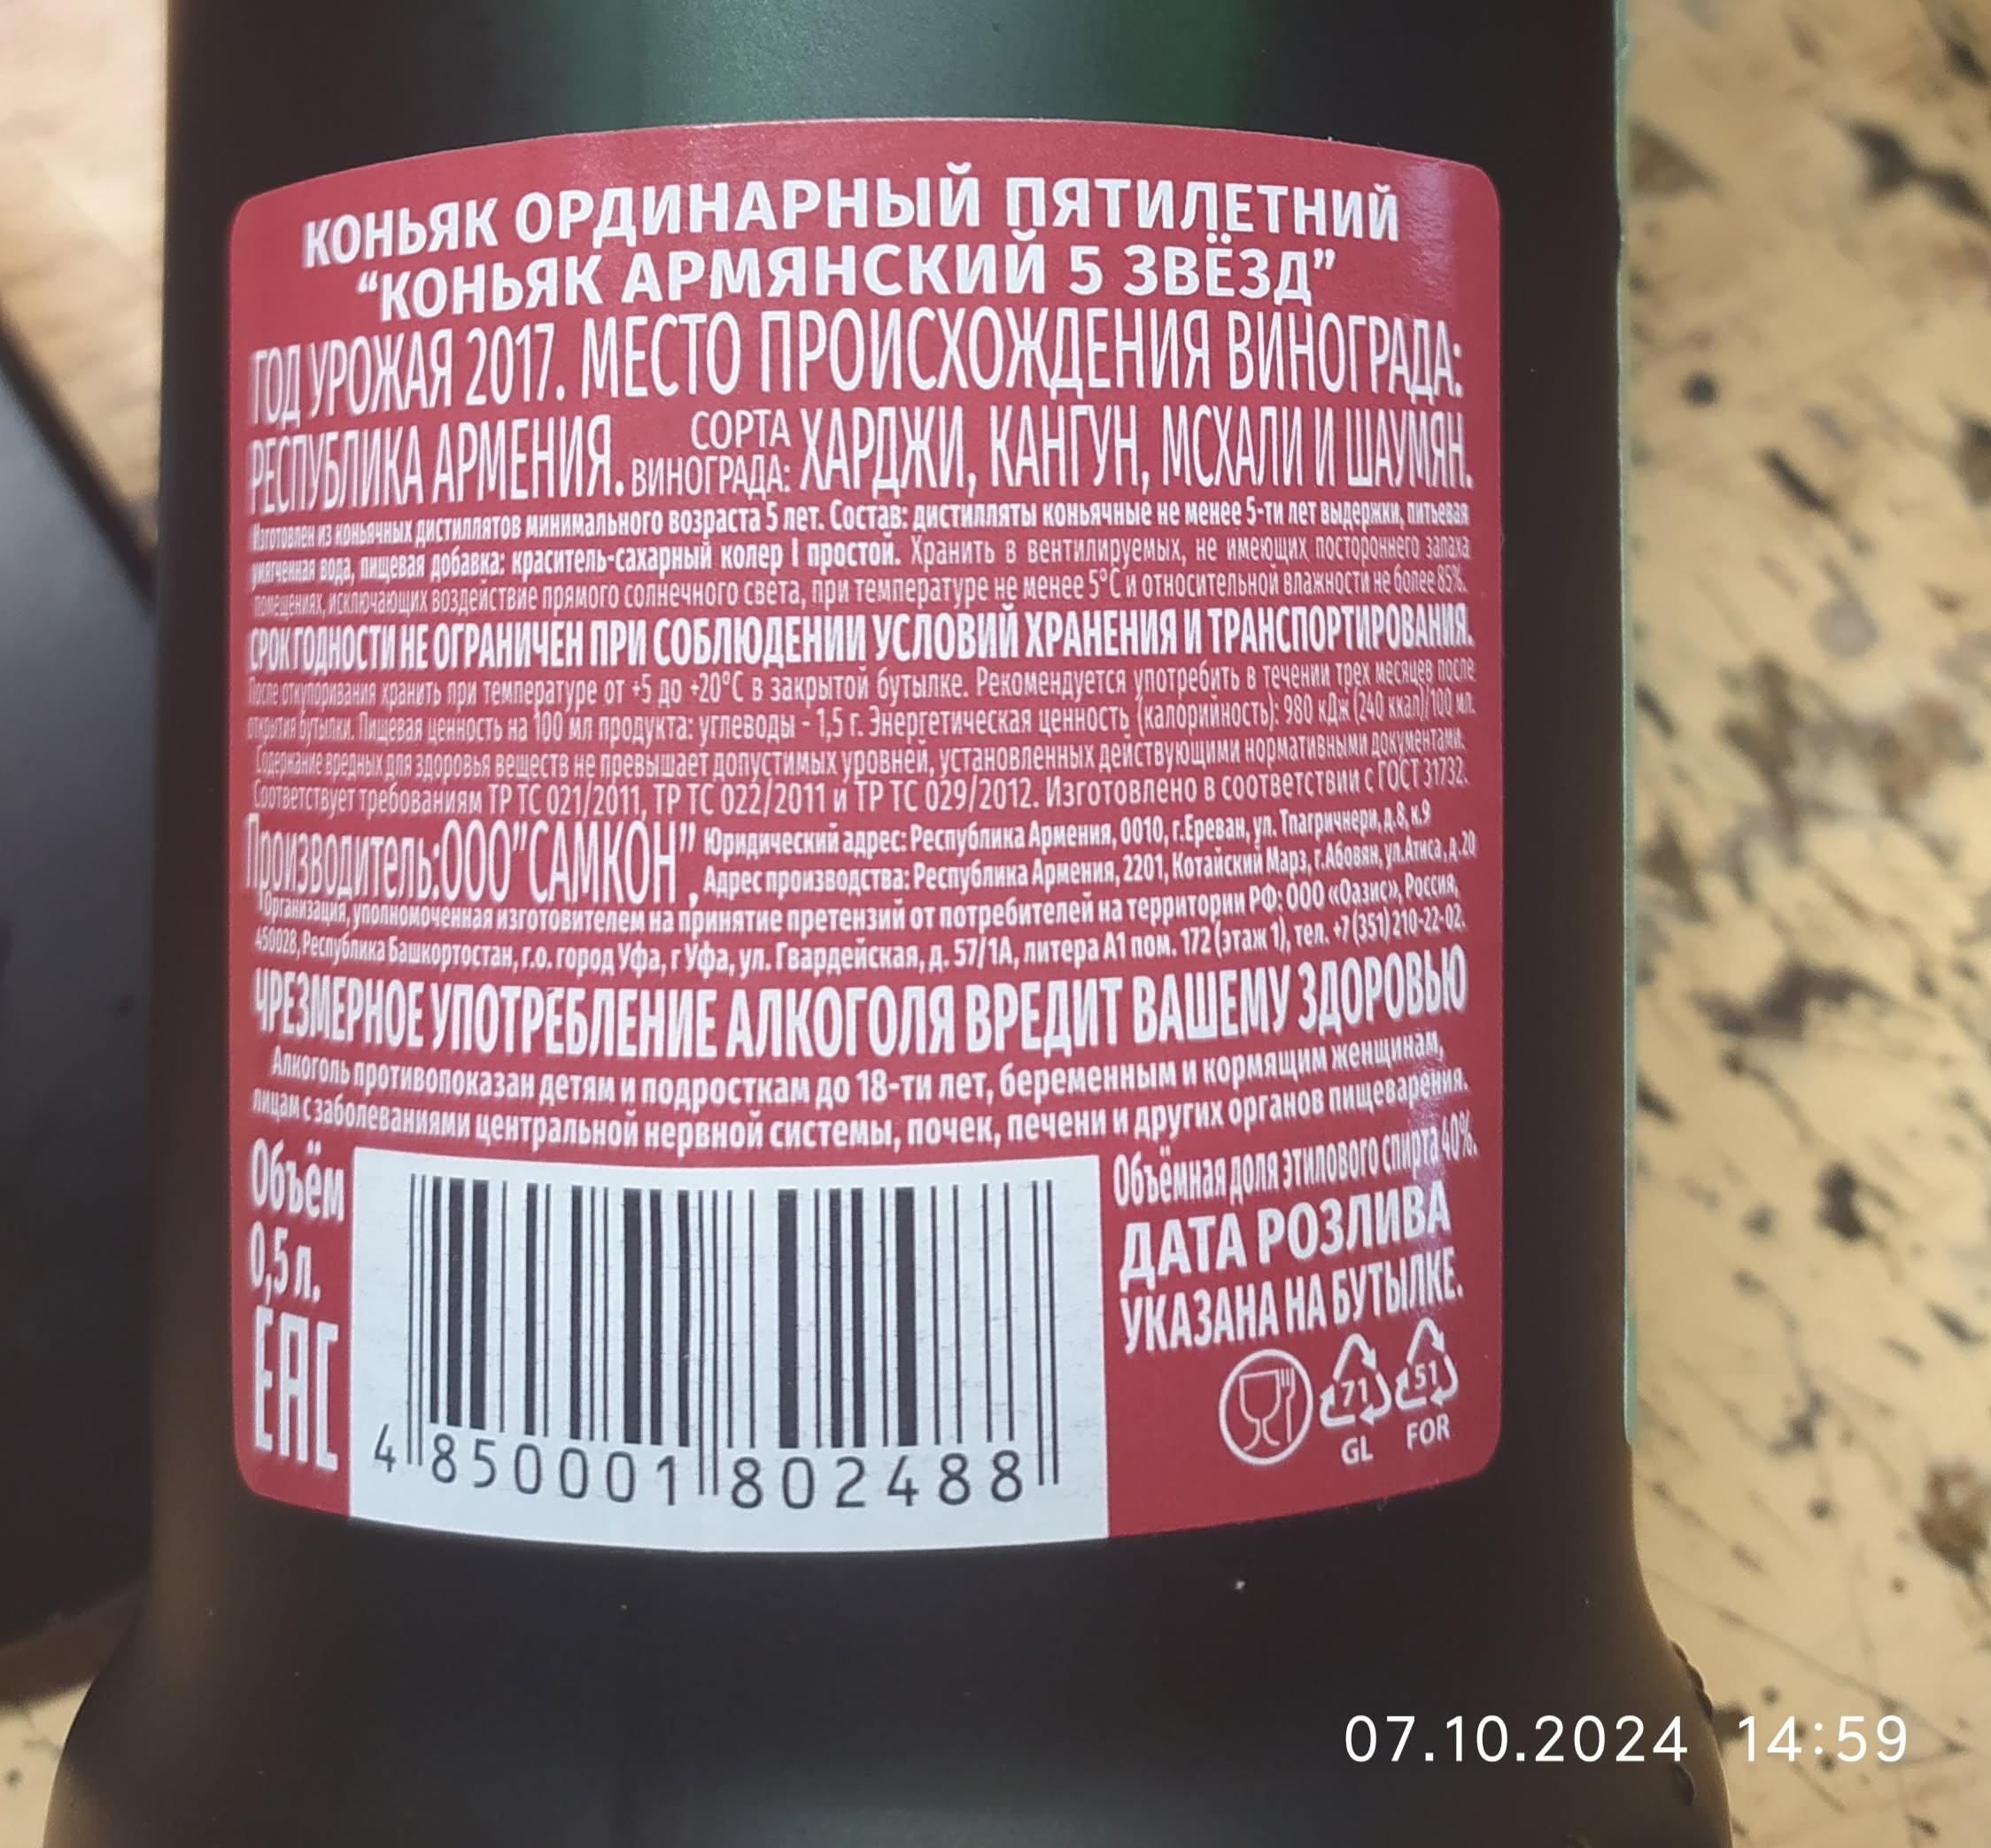 КОНЬЯК ОРДИНАРНЫЙ ПЯТИЛЕТНИЙ
“КОНЬЯК АРМЯНСКИЙ 5 ЗВЁЗД”
ГОД УРОЖАЯ 2017. МЕСТО ПРОИСХОЖДЕНИЯ ВИНОГРАДА:
РЕСПУБЛИКА АРМЕНИЯ. СОРТА ВИНОГРАДА: ХАРДЖИ, КАНГУН, МСХАЛИ И ШАУМЯН.
Изготовлен из коньячных дистиллятов минимального возраста 5 лет. Состав: дистилляты коньячные не менее 5-ти лет выдержки, питьевая
умягченная вода, пищевая добавка: краситель-сахарный колер I простой. Хранить в вентилируемых, не имеющих постороннего запаха
помещениях, исключающих воздействие прямого солнечного света, при температуре не менее 5°C и относительной влажности не более 85%.
СРОК ГОДНОСТИ НЕ ОГРАНИЧЕН ПРИ СОБЛЮДЕНИИ УСЛОВИЙ ХРАНЕНИЯ И ТРАНСПОРТИРОВАНИЯ.
После откупоривания хранить при температуре от +5 до +20°C в закрытой бутылке. Рекомендуется употребить в течении трех месяцев после
открытия бутылки. Пищевая ценность на 100 мл продукта: углеводы - 1,5 г. Энергетическая ценность (калорийность): 980 кДж (240 ккал)/100 мл.
Содержание вредных для здоровья веществ не превышает допустимых уровней, установленных действующими нормативными документами.
Соответствует требованиям ТР ТС 021/2011, ТР ТС 022/2011 и ТР ТС 029/2012. Изготовлено в соответствии с ГОСТ 31732.
Производитель:ООО"САМКОН", Юридический адрес: Республика Армения, 0010, г.Ереван, ул. Тпагричнери, д.8, к.9
Адрес производства: Республика Армения, 2201, Котайский Марз, г.Абовян, ул.Атиса, д.20
Организация, уполномоченная изготовителем на принятие претензий от потребителей на территории РФ: ООО «Оазис», Россия,
450028, Республика Башкортостан, г.о. город Уфа, г Уфа, ул. Гвардейская, д. 57/1А, литера А1 пом. 172 (этаж 1), тел. +7 (351) 210-22-02.
ЧРЕЗМЕРНОЕ УПОТРЕБЛЕНИЕ АЛКОГОЛЯ ВРЕДИТ ВАШЕМУ ЗДОРОВЬЮ
Алкоголь противопоказан детям и подросткам до 18-ти лет, беременным и кормящим женщинам,
лицам с заболеваниями центральной нервной системы, почек, печени и других органов пищеварения.
Объём
0,5 л.
ЕАС
4 850001 802488
Объёмная доля этилового спирта 40%.
ДАТА РОЗЛИВА
УКАЗАНА НА БУТЫЛКЕ.
71 51
GL FOR
07.10.2024 14:59